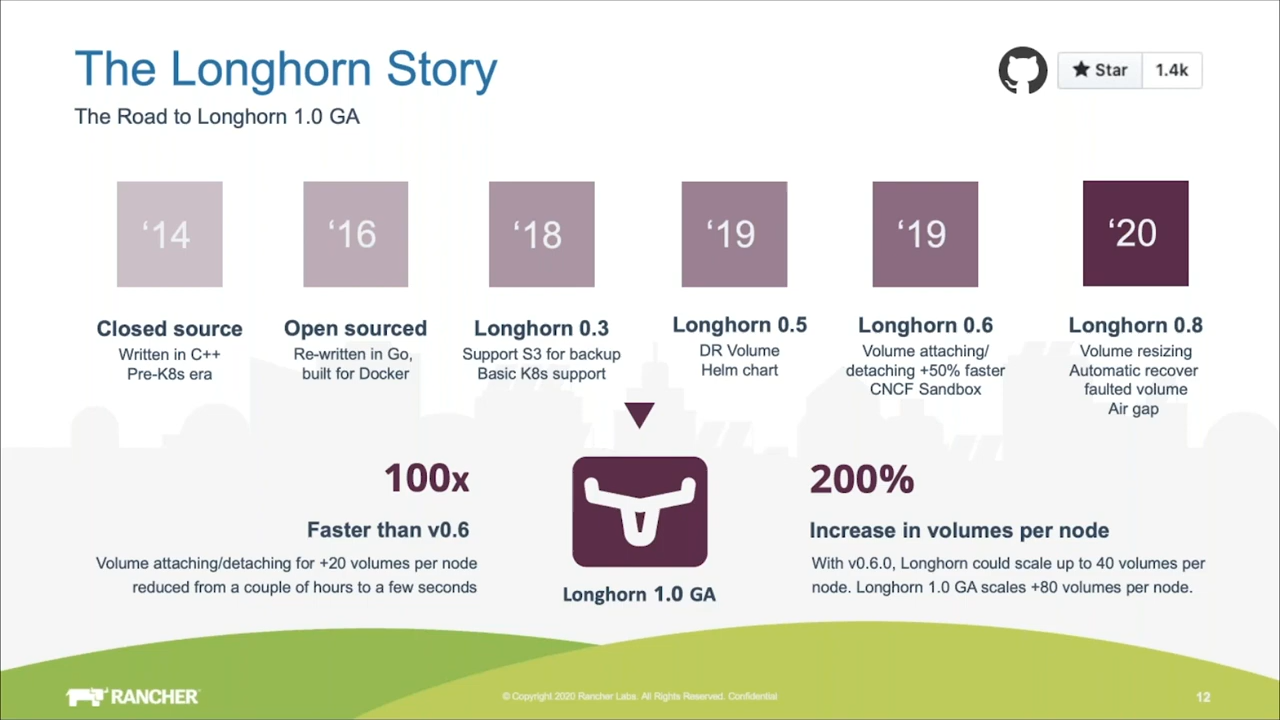 The Longhorn Story
The Road to Longhorn 1.0 GA
Star 1.4k
‘14
‘16
‘18
‘19
‘19
‘20
Closed source
Written in C++
Pre-K8s era
Open sourced
Re-written in Go,
built for Docker
Longhorn 0.3
Support S3 for backup
Basic K8s support
Longhorn 0.5
DR Volume
Helm chart
Longhorn 0.6
Volume attaching/
detaching +50% faster
CNCF Sandbox
Longhorn 0.8
Volume resizing
Automatic recover
faulted volume
Air gap
100x
Faster than v0.6
Volume attaching/detaching for +20 volumes per node
reduced from a couple of hours to a few seconds
Longhorn 1.0 GA
200%
Increase in volumes per node
With v0.6.0, Longhorn could scale up to 40 volumes per
node. Longhorn 1.0 GA scales +80 volumes per node.
RANCHER
© Copyright 2020 Rancher Labs. All Rights Reserved. Confidential
12